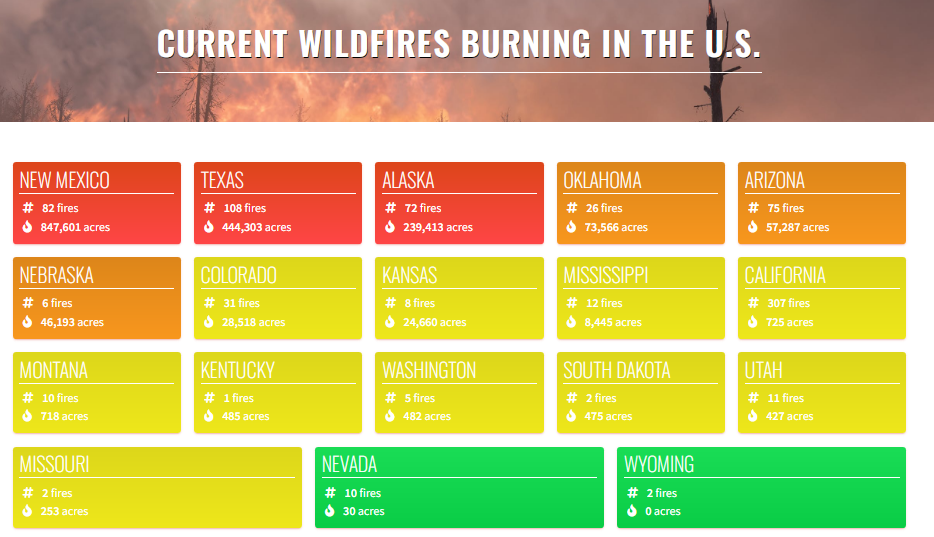 CURRENT WILDFIRES BURNING IN THE U.S.
NEW MEXICO
# 82 fires
847,601 acres
TEXAS
# 108 fires
444,303 acres
ALASKA
# 72 fires
239,413 acres
OKLAHOMA
# 26 fires
73,566 acres
ARIZONA
# 75 fires
57,287 acres
NEBRASKA
# 6 fires
46,193 acres
COLORADO
# 31 fires
28,518 acres
KANSAS
# 8 fires
24,660 acres
MISSISSIPPI
# 12 fires
8,445 acres
CALIFORNIA
# 307 fires
725 acres
MONTANA
# 10 fires
718 acres
KENTUCKY
# 1 fires
485 acres
WASHINGTON
# 5 fires
482 acres
SOUTH DAKOTA
# 2 fires
475 acres
UTAH
# 11 fires
427 acres
MISSOURI
# 2 fires
253 acres
NEVADA
# 10 fires
30 acres
WYOMING
# 2 fires
0 acres